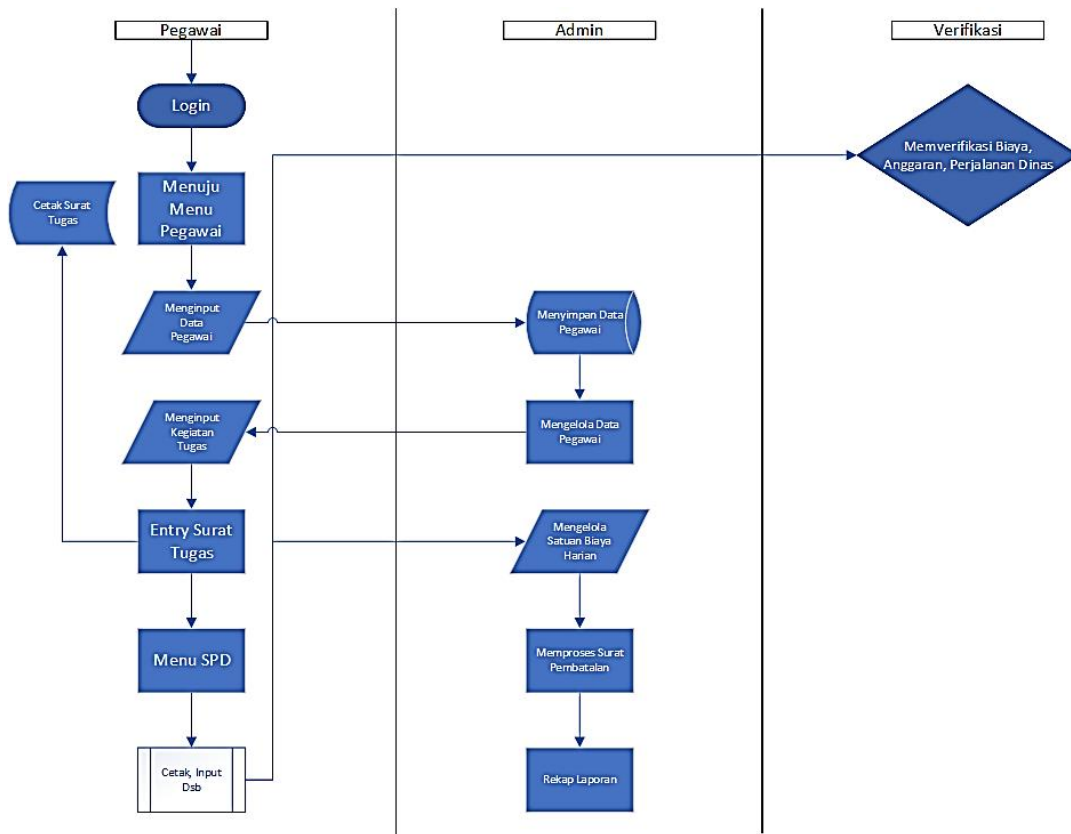 Pegawai
Admin
Verifikasi
Login
Memverifikasi Biaya,
Anggaran, Perjalanan Dinas
Menuju
Menu
Pegawai
Cetak Surat
Tugas
Menginput
Data
Pegawai
Menyimpan Data
Pegawai
Menginput
Kegiatan
Tugas
Mengelola Data
Pegawai
Entry Surat
Tugas
Mengelola
Satuan Biaya
Harian
Menu SPD
Memproses Surat
Pembatalan
Cetak, Input
Dsb
Rekap Laporan